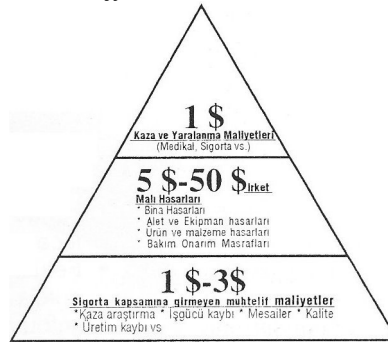 1 $
Kaza ve Yaralanma Maliyetleri
(Medikal, Sigorta vs.)
5 $-50 $irket
Malı Hasarları
* Bina Hasarları
* Alet ve Ekipman hasarları
* Ürün ve malzeme hasarları
* Bakım Onarım Masrafları
1 $-3$
Sigorta kapsamına girmeyen muhtelif maliyetler
*Kaza araştırma * İşgücü kaybı * Mesailer * Kalite
* Üretim kaybı vs